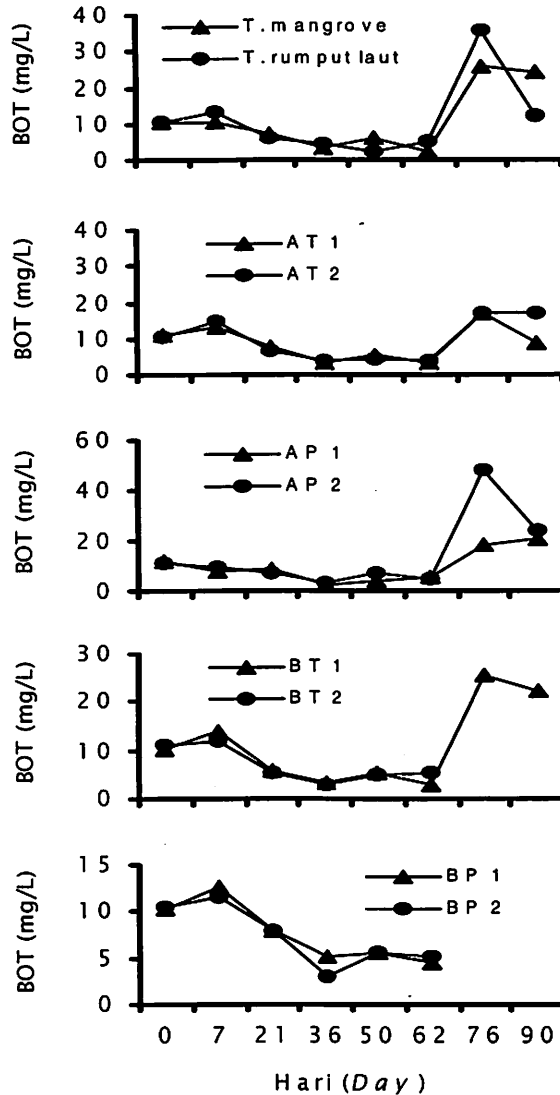 BOT (mg/L)
40
30
20
10
0
T.mangrove
T.rumput laut
BOT (mg/L)
40
30
20
10
0
AT 1
AT 2
BOT (mg/L)
60
40
20
0
AP 1
AP 2
BOT (mg/L)
30
20
10
0
BT 1
BT 2
BOT (mg/L)
15
10
5
0
BP 1
BP 2
0 7 21 36 50 62 76 90
Hari (Day)